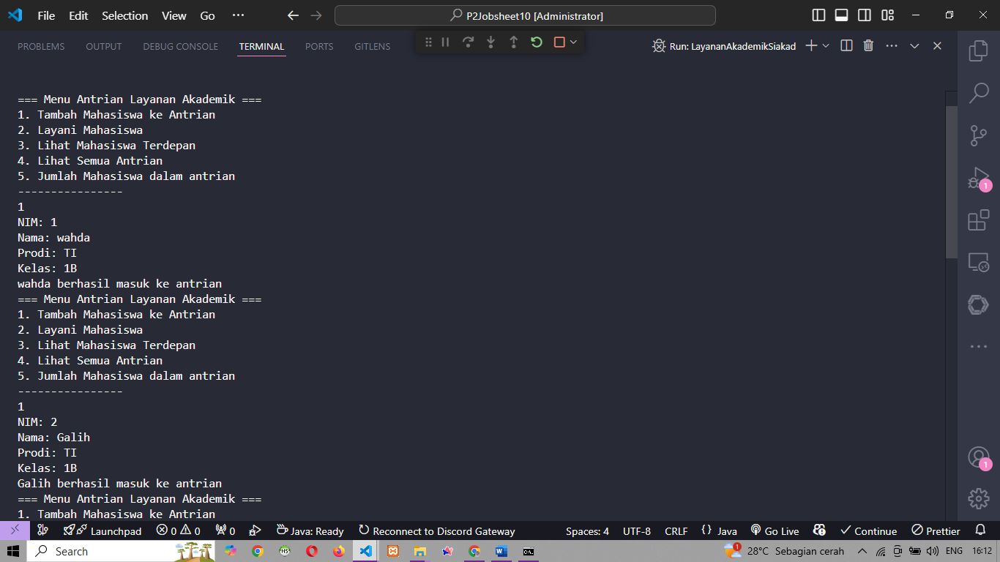 File Edit Selection View Go ··· P2Jobsheet10 [Administrator]
PROBLEMS OUTPUT DEBUG CONSOLE TERMINAL PORTS GITLENS Run: LayananAkademikSiakad
=== Menu Antrian Layanan Akademik ===
1. Tambah Mahasiswa ke Antrian
2. Layani Mahasiswa
3. Lihat Mahasiswa Terdepan
4. Lihat Semua Antrian
5. Jumlah Mahasiswa dalam antrian
----------------
1
NIM: 1
Nama: wahda
Prodi: TI
Kelas: 1B
wahda berhasil masuk ke antrian
=== Menu Antrian Layanan Akademik ===
1. Tambah Mahasiswa ke Antrian
2. Layani Mahasiswa
3. Lihat Mahasiswa Terdepan
4. Lihat Semua Antrian
5. Jumlah Mahasiswa dalam antrian
----------------
1
NIM: 2
Nama: Galih
Prodi: TI
Kelas: 1B
Galih berhasil masuk ke antrian
=== Menu Antrian Layanan Akademik ===
1. Tambah Mahasiswa ke Antrian
1
1
Launchpad 0 0 0 Java: Ready Reconnect to Discord Gateway Spaces: 4 UTF-8 CRLF {} Java Go Live Continue Prettier
Search HS 1 28°C Sebagian cerah ENG 16:12